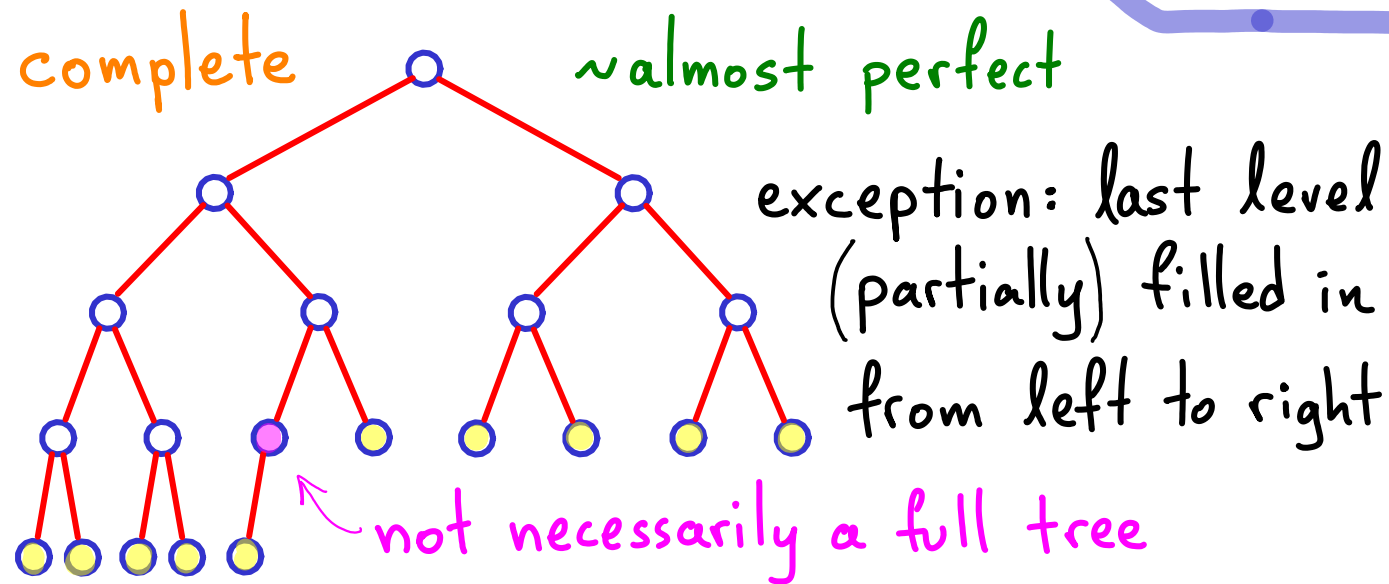 complete
~almost perfect
exception: last level
(partially) filled in
from left to right
not necessarily a full tree